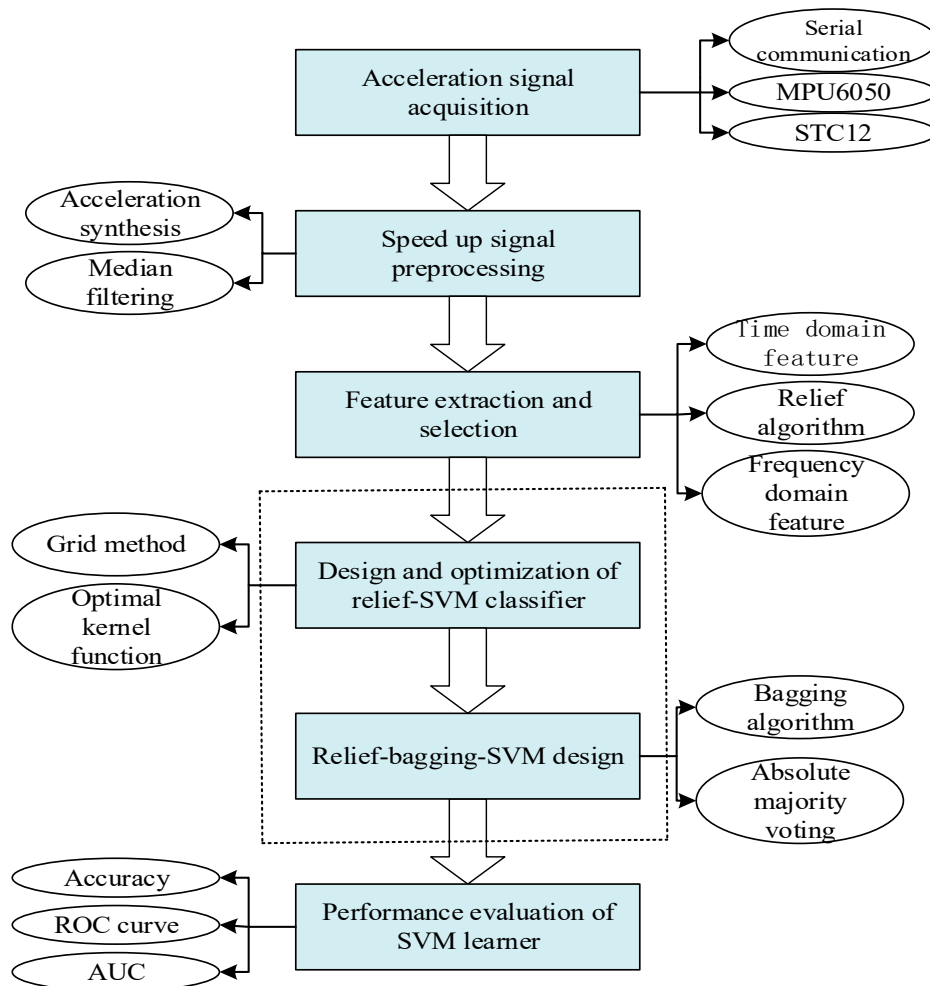 Serial
communication
Acceleration signal
acquisition
MPU6050
STC12
Acceleration
synthesis
Median
filtering
Speed up signal
preprocessing
Time domain
feature
Feature extraction and
selection
Relief
algorithm
Frequency
domain
feature
Grid method
Optimal
kernel
function
Design and optimization of
relief-SVM classifier
Relief-bagging-SVM design
Bagging
algorithm
Absolute
majority
voting
Accuracy
ROC curve
AUC
Performance evaluation of
SVM learner